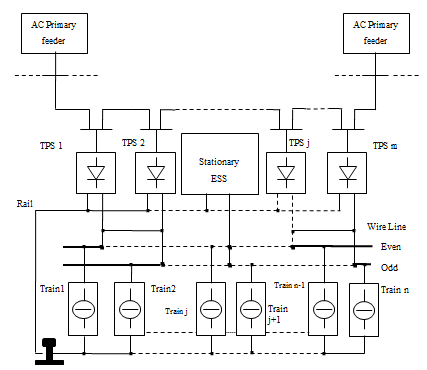 AC Primary
feeder
AC Primary
feeder
TPS 1
TPS 2
TPS j
TPS m
Stationary
ESS
Rail
Wire Line
Even
Odd
Train1
Train2
Train j
Train
j+1
Train n-1
Train n